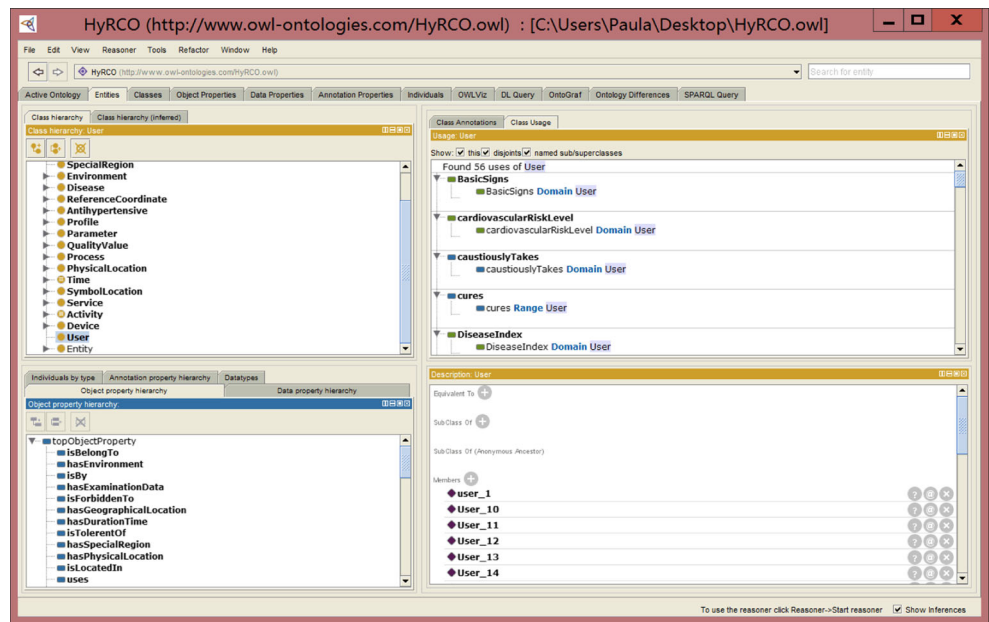 HyRCO (http://www.owl-ontologies.com/HyRCO.owl) : [C:\Users\Paula\Desktop\HyRCO.owl]
File Edit View Reasoner Tools Refactor Window Help
HyRCO (http://www.owl-ontologies.com/HyRCO.owl)
Search for entity
Active Ontology Entities Classes Object Properties Data Properties Annotation Properties Individuals OWLViz DL Query OntoGraf Ontology Differences SPARQL Query
Class hierarchy Class hierarchy (inferred)
Class hierarchy: User
SpecialRegion
Environment
Disease
ReferenceCoordinate
Antihypertensive
Profile
Parameter
QualityValue
Process
PhysicalLocation
Time
SymbolLocation
Service
Activity
Device
User
Entity
Class Annotations Class Usage
Usage: User
Show: this disjoints named sub/superclasses
Found 56 uses of User
BasicSigns
BasicSigns Domain User
cardiovascularRiskLevel
cardiovascularRiskLevel Domain User
caustiouslyTakes
caustiouslyTakes Domain User
cures
cures Range User
DiseaseIndex
DiseaseIndex Domain User
Individuals by type Annotation property hierarchy Datatypes
Object property hierarchy Data property hierarchy
Object property hierarchy:
topObjectProperty
isBelongTo
hasEnvironment
isBy
hasExaminationData
isForbiddenTo
hasGeographicalLocation
hasDurationTime
isTolerentOf
hasSpecialRegion
hasPhysicalLocation
isLocatedIn
uses
Description: User
Equivalent To
SubClass Of
SubClass Of (Anonymous Ancestor)
Members
user_1
User_10
User_11
User_12
User_13
User_14
To use the reasoner click Reasoner->Start reasoner Show Inferences